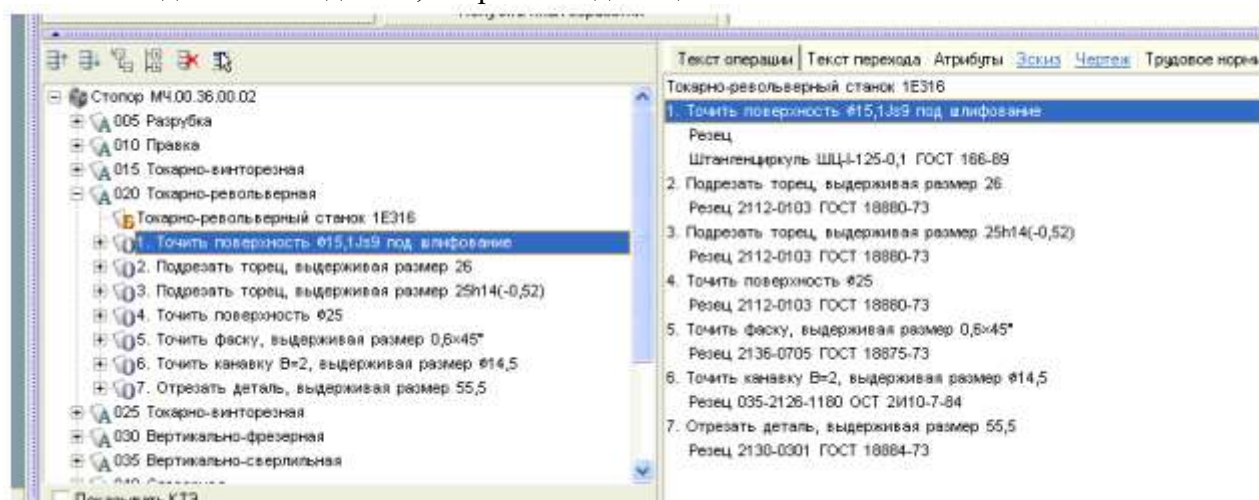 Стопор МЧ.00.36.00.02
005 Разрубка
010 Правка
015 Токарно-винторезная
020 Токарно-револьверная
Токарно-револьверный станок 1Е316
1. Точить поверхность ø15,1Js9 под шлифование
2. Подрезать торец, выдерживая размер 26
3. Подрезать торец, выдерживая размер 25h14(-0,52)
4. Точить поверхность ø25
5. Точить фаску, выдерживая размер 0,6×45°
6. Точить канавку В=2, выдерживая размер ø14,5
7. Отрезать деталь, выдерживая размер 55,5
025 Токарно-винторезная
030 Вертикально-фрезерная
035 Вертикально-сверлильная
Показывать КТЭ
Текст операции Текст перехода Атрибуты Эскиз Чертеж Трудовое норми
Токарно-револьверный станок 1Е316
1. Точить поверхность ø15,1Js9 под шлифование
Резец
Штангенциркуль ШЦ-I-125-0,1 ГОСТ 166-89
2. Подрезать торец, выдерживая размер 26
Резец 2112-0103 ГОСТ 18880-73
3. Подрезать торец, выдерживая размер 25h14(-0,52)
Резец 2112-0103 ГОСТ 18880-73
4. Точить поверхность ø25
Резец 2112-0103 ГОСТ 18880-73
5. Точить фаску, выдерживая размер 0,6×45°
Резец 2136-0705 ГОСТ 18875-73
6. Точить канавку В=2, выдерживая размер ø14,5
Резец 035-2126-1180 ОСТ 2И10-7-84
7. Отрезать деталь, выдерживая размер 55,5
Резец 2130-0301 ГОСТ 18884-73